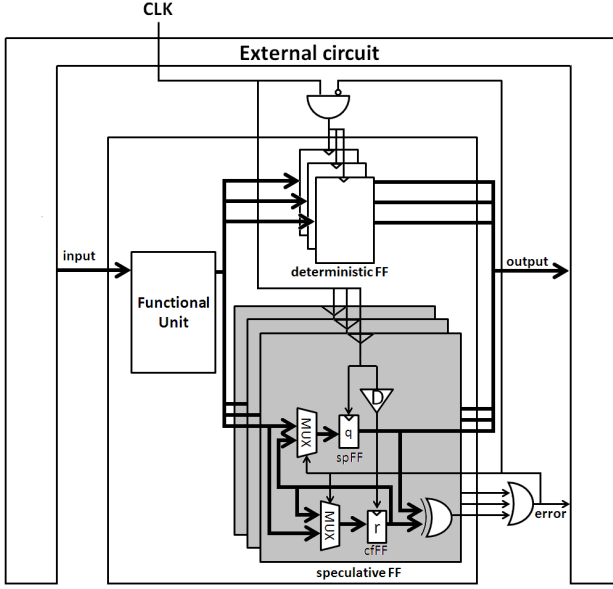 CLK
External circuit
deterministic FF
input
output
Functional
Unit
D
MUX
q
spFF
MUX
r
cfFF
error
speculative FF